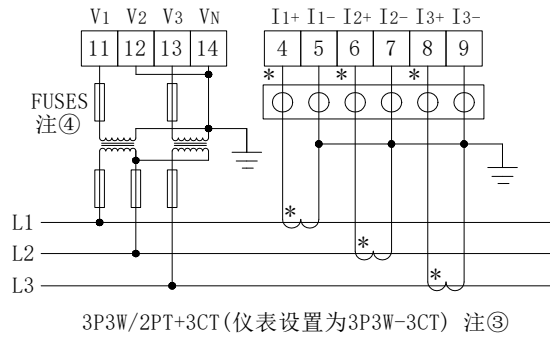 V1 V2 V3 VN I1+ I1- I2+ I2- I3+ I3-
11 12 13 14 4 5 6 7 8 9
* * *
FUSES
注④
L1 *
L2 *
L3 *
3P3W/2PT+3CT(仪表设置为3P3W-3CT) 注③